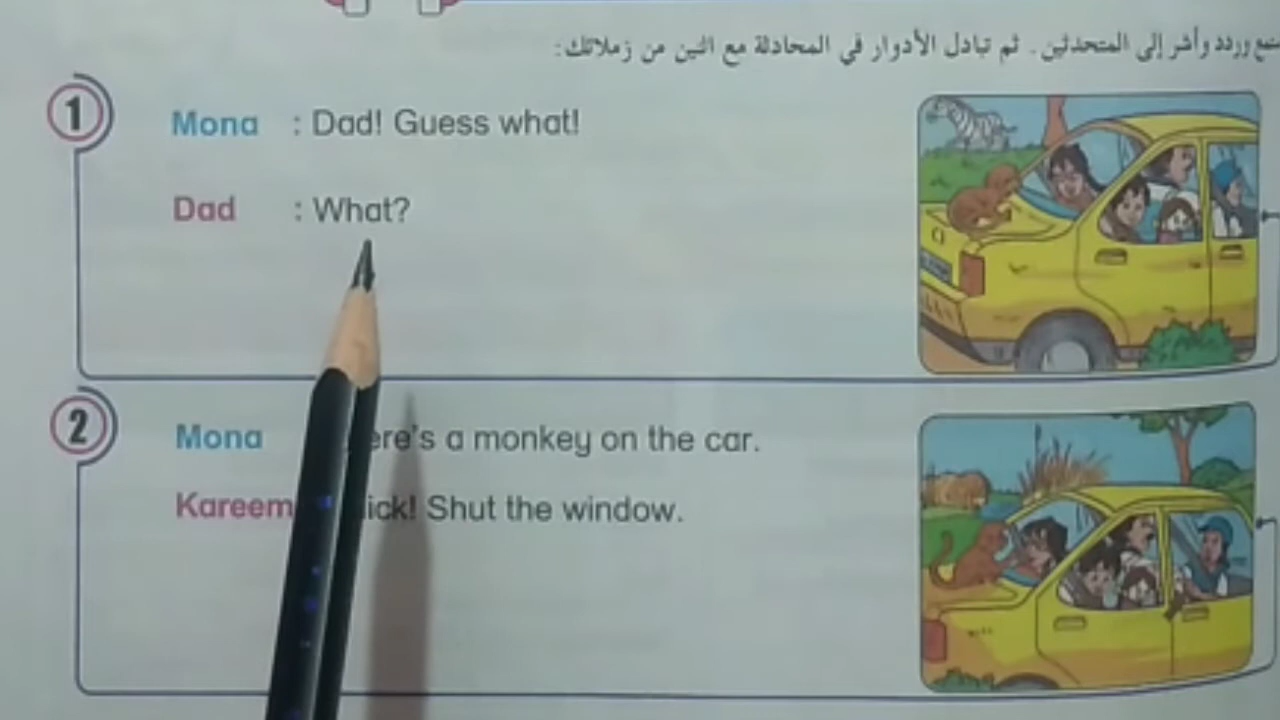 وردد وأشر إلى المتحدثين. ثم تبادل الأدوار في المحادثة مع اثنين من زملائك:
1
Mona : Dad! Guess what!
Dad : What?
2
Mona a monkey on the car.
Kareem Shut the window.